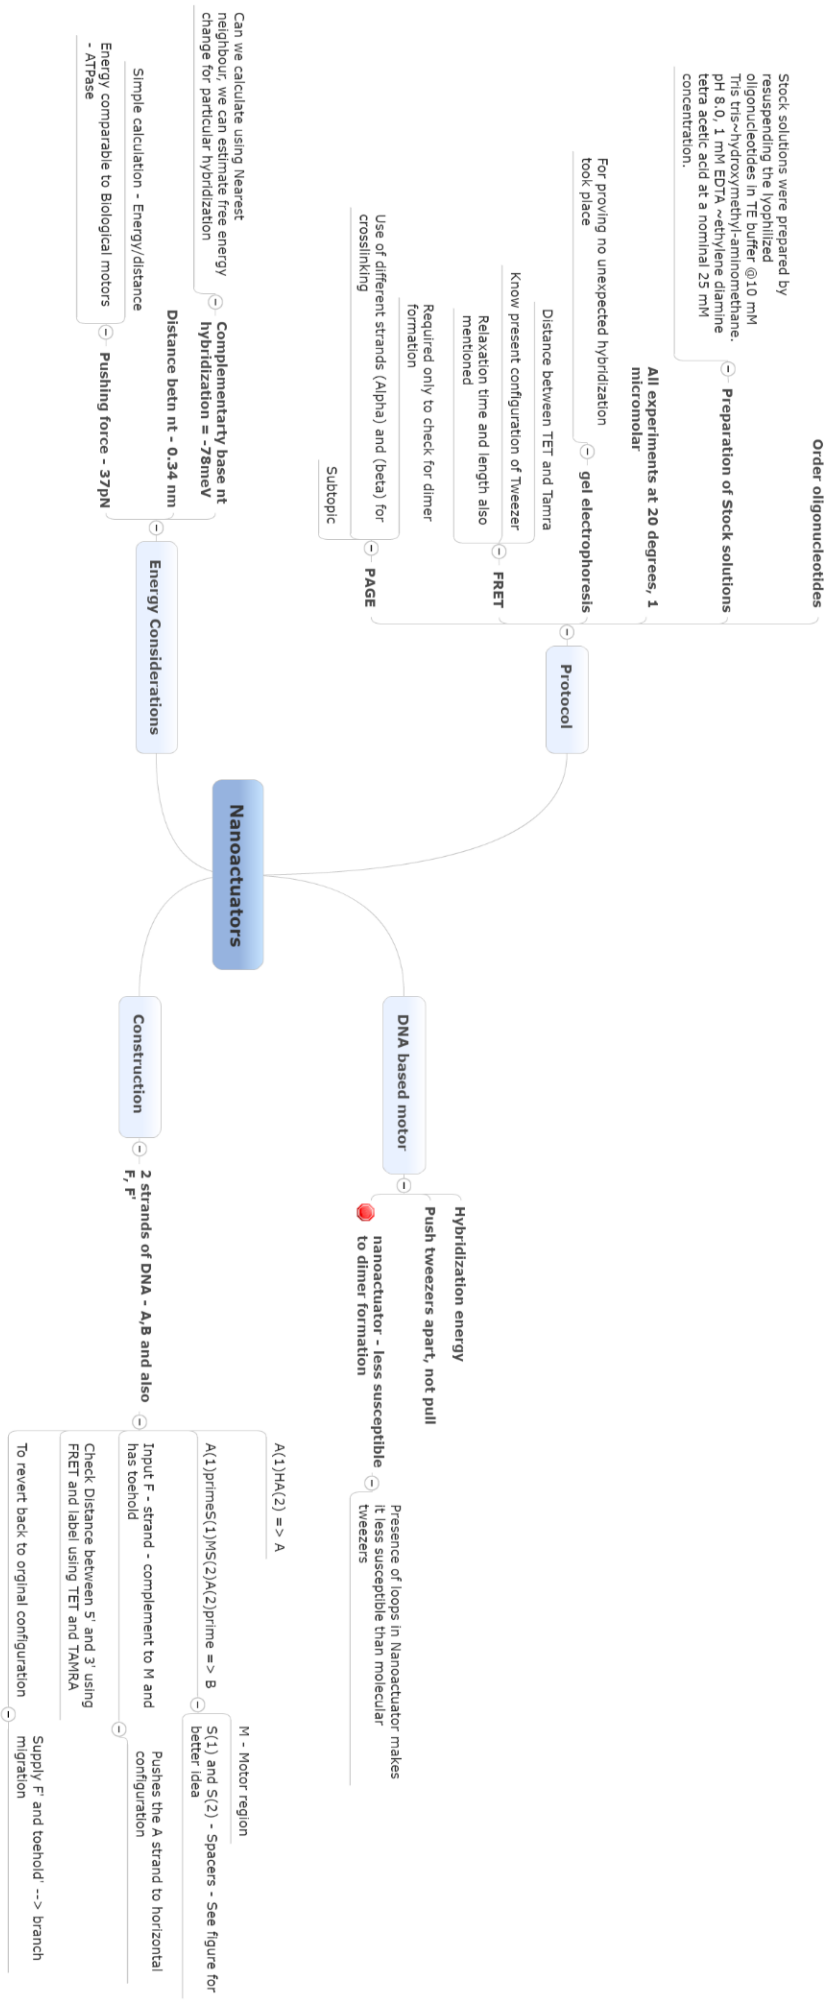 Nanoactuators
Protocol
Order oligonucleotides
Preparation of Stock solutions
Stock solutions were prepared by
resuspending the lyophilized
oligonucleotides in TE buffer @10 mM
Tris tris~hydroxymethyl-aminomethane.
pH 8.0, 1 mM EDTA ~ethylene diamine
tetra acetic acid at a nominal 25 mM
concentration.
All experiments at 20 degrees, 1
micromolar
gel electrophoresis
For proving no unexpected hybridization
took place
FRET
Distance between TET and Tamra
Know present configuration of Tweezer
Relaxation time and length also
mentioned
PAGE
Required only to check for dimer
formation
Use of different strands (Alpha) and (beta) for
crosslinking
Subtopic
Energy Considerations
Complementarty base nt
hybridization = -78meV
Can we calculate using Nearest
neighbour, we can estimate free energy
change for particular hybridization
Distance betn nt - 0.34 nm
Pushing force - 37pN
Simple calculation - Energy/distance
Energy comparable to Biological motors
- ATPase
DNA based motor
Hybridization energy
Push tweezers apart, not pull
nanoactuator - less susceptible
to dimer formation
Presence of loops in Nanoactuator makes
it less susceptible than molecular
tweezers
Construction
2 strands of DNA - A,B and also
F, F'
A(1)HA(2) => A
A(1)primeS(1)MS(2)A(2)prime => B
M - Motor region
S(1) and S(2) - Spacers - See figure for
better idea
Input F - strand - complement to M and
has toehold
Pushes the A strand to horizontal
configuration
Check Distance between 5' and 3' using
FRET and label using TET and TAMRA
To revert back to orginal configuration
Supply F' and toehold' --> branch
migration